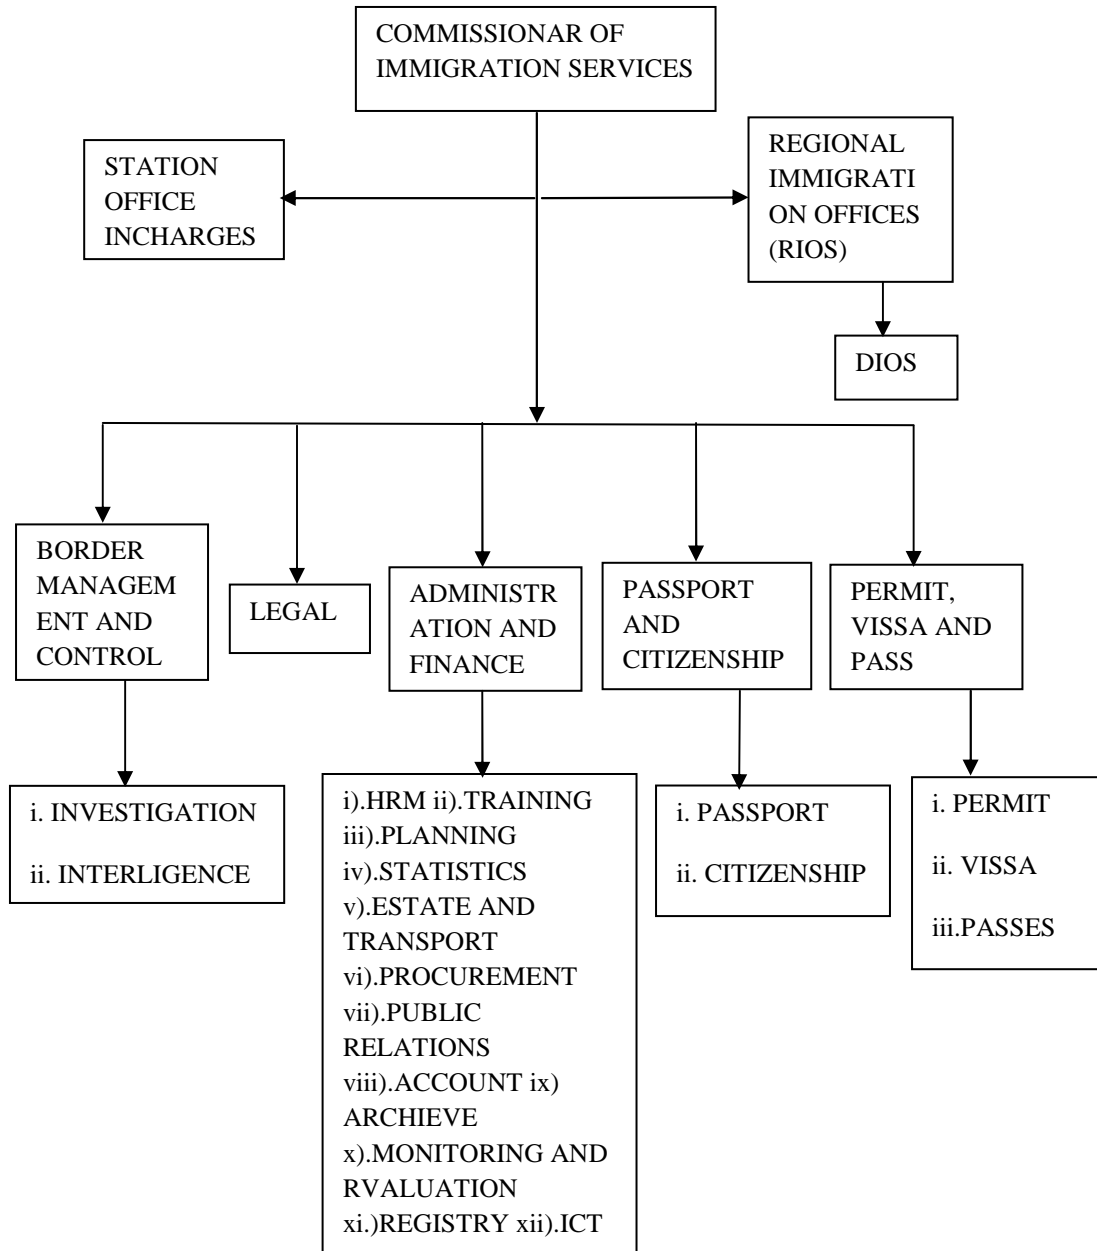 COMMISSIONAR OF
IMMIGRATION SERVICES
STATION
OFFICE
INCHARGES
REGIONAL
IMMIGRATI
ON OFFICES
(RIOS)
DIOS
BORDER
MANAGEM
ENT AND
CONTROL
LEGAL
ADMINISTR
ATION AND
FINANCE
PASSPORT
AND
CITIZENSHIP
PERMIT,
VISSA AND
PASS
i. INVESTIGATION
ii. INTERLIGENCE
i).HRM ii).TRAINING
iii).PLANNING
iv).STATISTICS
v).ESTATE AND
TRANSPORT
vi).PROCUREMENT
vii).PUBLIC
RELATIONS
viii).ACCOUNT ix)
ARCHIEVE
x).MONITORING AND
RVALUATION
xi.)REGISTRY xii).ICT
i. PASSPORT
ii. CITIZENSHIP
i. PERMIT
ii. VISSA
iii.PASSES